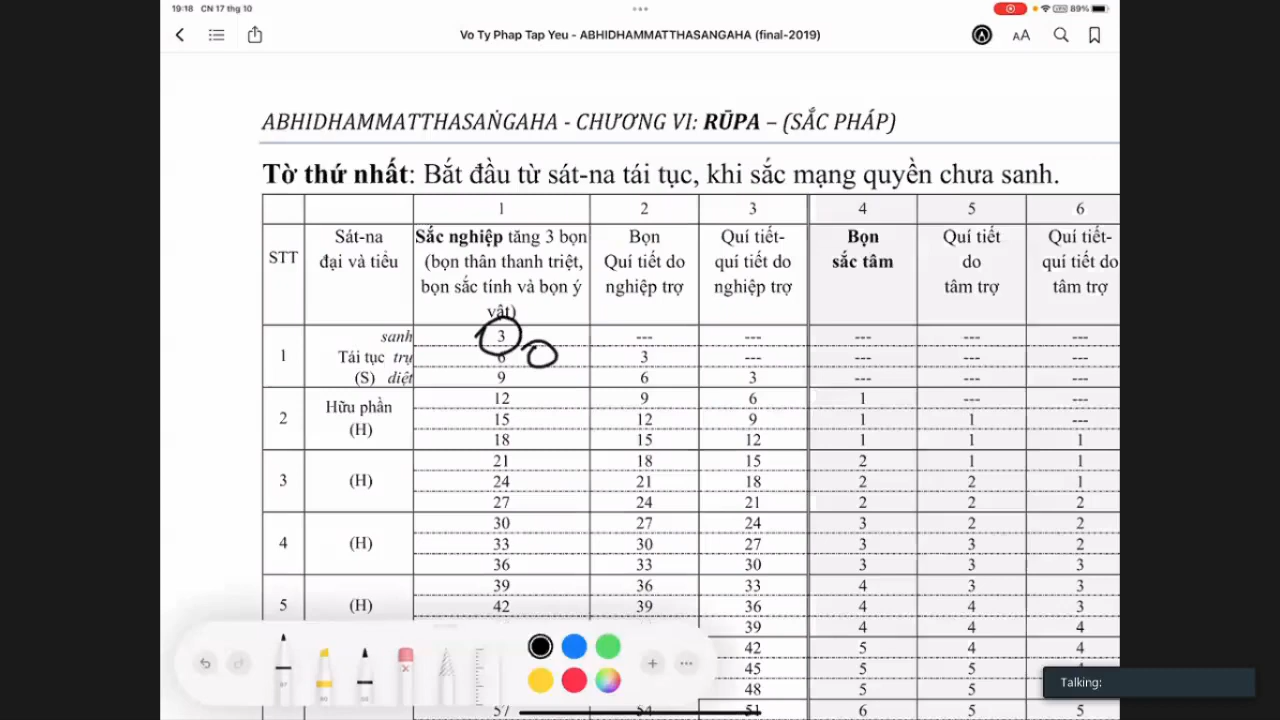 19:18 CN 17 thg 10
89%
Vo Ty Phap Tap Yeu - ABHIDHAMMATTHASANGAHA (final-2019)
AA
ABHIDHAMMATTHASAṄGAHA - CHƯƠNG VI: RŪPA – (SẮC PHÁP)
Tờ thứ nhất: Bắt đầu từ sát-na tái tục, khi sắc mạng quyền chưa sanh.
1 2 3 4 5 6
STT
Sát-na
đại và tiểu
Sắc nghiệp tăng 3 bọn
(bọn thân thanh triệt,
bọn sắc tính và bọn ý
vật)
Bọn
Quí tiết do
nghiệp trợ
Quí tiết-
quí tiết do
nghiệp trợ
Bọn
sắc tâm
Quí tiết
do
tâm trợ
Quí tiết-
quí tiết do
tâm trợ
sanh 3 --- --- --- --- ---
1 Tái tục trụ 6 3 --- --- --- ---
(S) diệt 9 6 3 --- --- ---
2 Hữu phần
(H)
12 9 6 1 --- ---
15 12 9 1 1 ---
18 15 12 1 1 1
21 18 15 2 1 1
3 (H) 24 21 18 2 2 1
27 24 21 2 2 2
30 27 24 3 2 2
4 (H) 33 30 27 3 3 2
36 33 30 3 3 3
39 36 33 4 3 3
5 (H) 42 39 36 4 4 3
39 4 4 4
42 5 4 4
45 5 5
48 5 5
57 54 51 6 5 5
Talking: